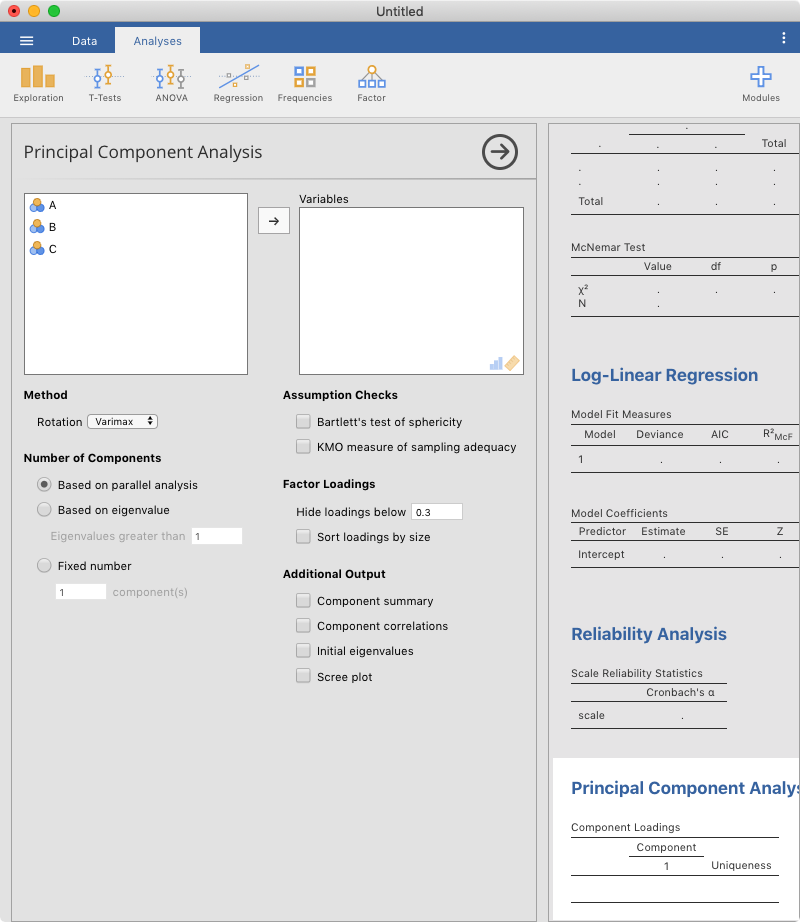 Untitled
Data Analyses
Exploration T-Tests ANOVA Regression Frequencies Factor Modules
Principal Component Analysis
A
B
C
Variables
Method
Rotation Varimax
Number of Components
Based on parallel analysis
Based on eigenvalue
Eigenvalues greater than 1
Fixed number
1 component(s)
Assumption Checks
Bartlett's test of sphericity
KMO measure of sampling adequacy
Factor Loadings
Hide loadings below 0.3
Sort loadings by size
Additional Output
Component summary
Component correlations
Initial eigenvalues
Scree plot
.
. . . Total
. . . .
. . . .
Total . . .
McNemar Test
Value df p
χ² . . .
N .
Log-Linear Regression
Model Fit Measures
Model Deviance AIC R²McF
1 . . .
Model Coefficients
Predictor Estimate SE Z
Intercept . . .
Reliability Analysis
Scale Reliability Statistics
Cronbach's α
scale .
Principal Component Analys
Component Loadings
Component
1 Uniqueness